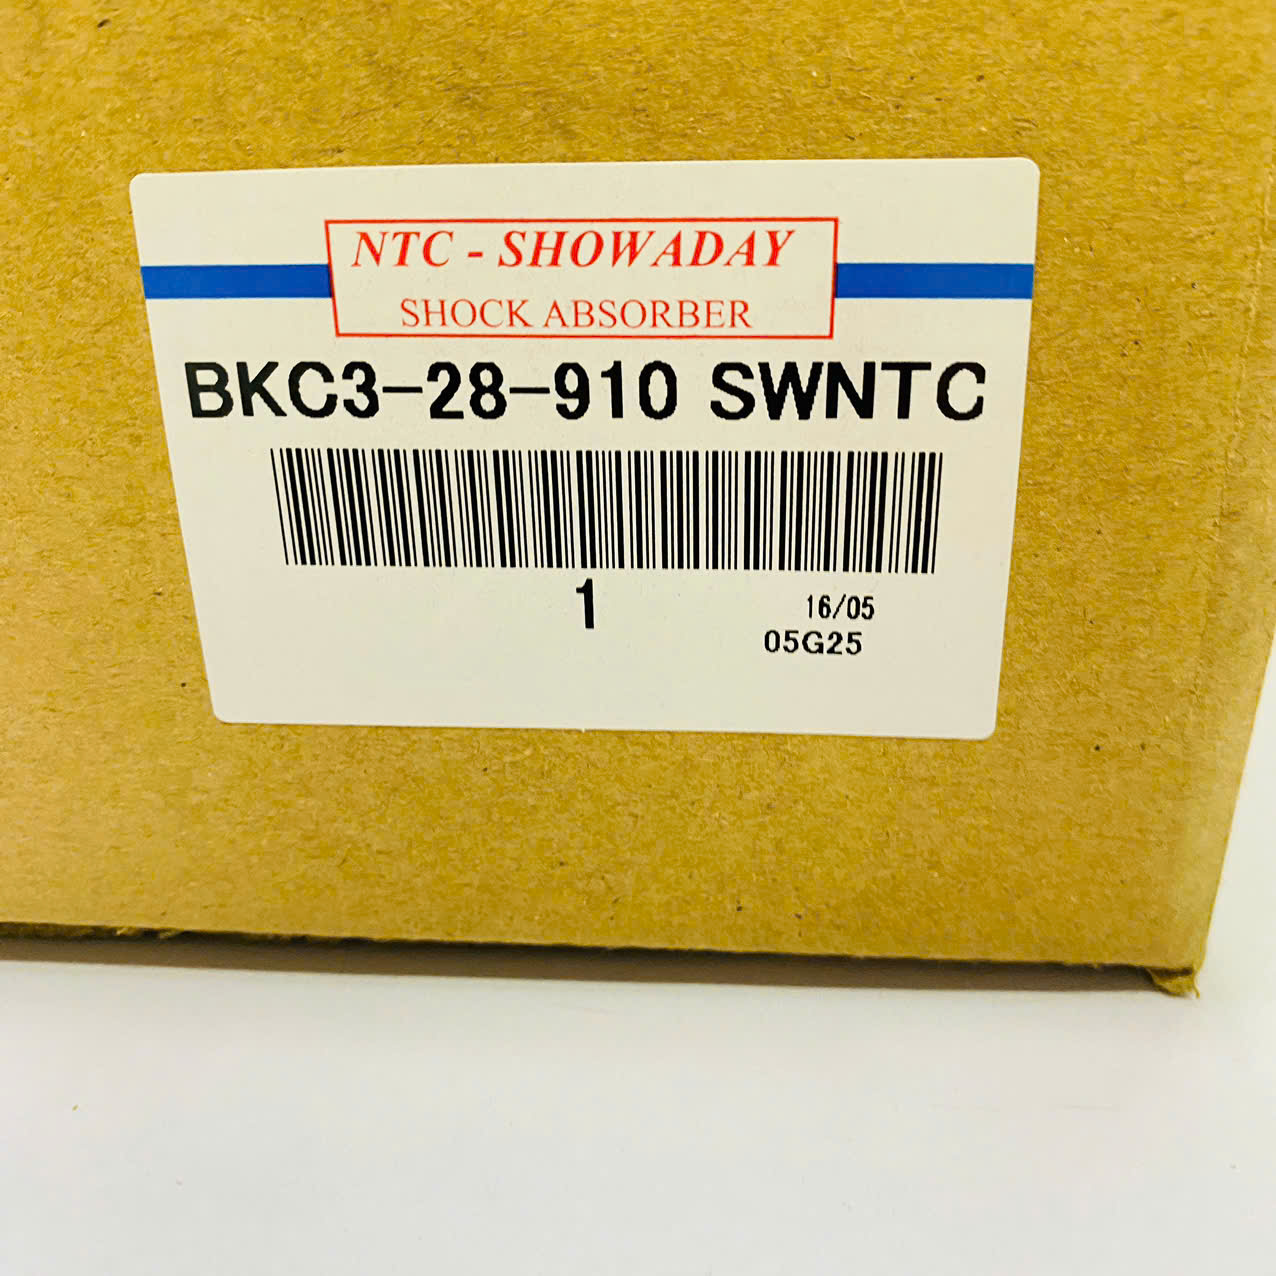 NTC - SHOWADAY
SHOCK ABSORBER
BKC3-28-910 SWNTC
1
16/05
05G25